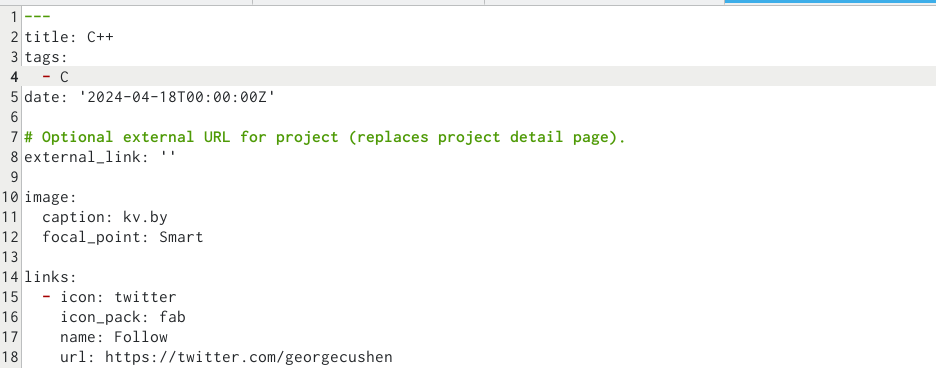 1 ---
2 title: C++
3 tags:
4   - C
5 date: '2024-04-18T00:00:00Z'
6
7 # Optional external URL for project (replaces project detail page).
8 external_link: ''
9
10 image:
11   caption: kv.by
12   focal_point: Smart
13
14 links:
15   - icon: twitter
16     icon_pack: fab
17     name: Follow
18     url: https://twitter.com/georgecushen